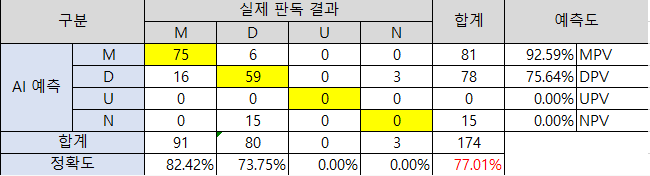 구분 실제 판독 결과 합계 예측도
M D U N
AI 예측 M 75 6 0 0 81 92.59% MPV
D 16 59 0 3 78 75.64% DPV
U 0 0 0 0 0 0.00% UPV
N 0 15 0 0 15 0.00% NPV
합계 91 80 0 3 174
정확도 82.42% 73.75% 0.00% 0.00% 77.01%